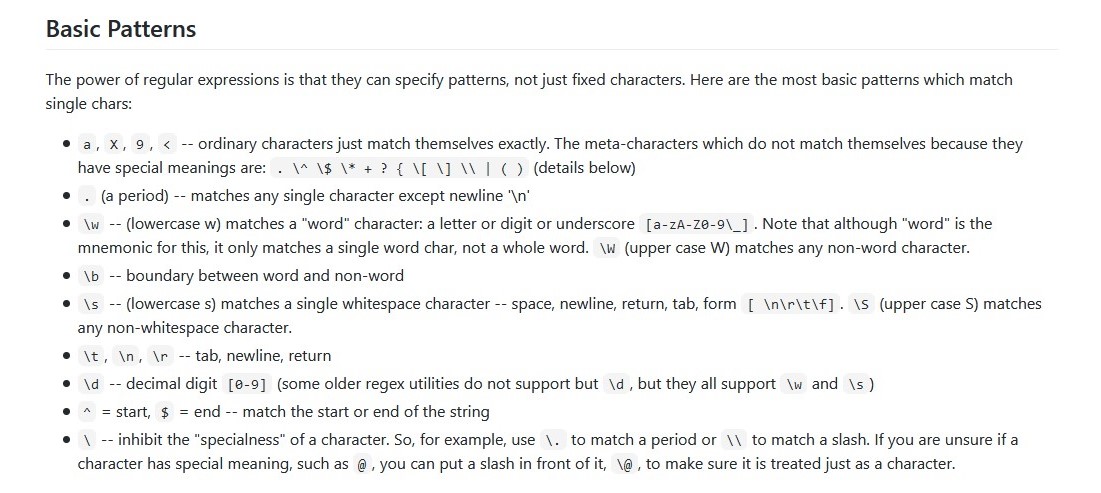 Basic Patterns
The power of regular expressions is that they can specify patterns, not just fixed characters. Here are the most basic patterns which match
single chars:
• a, X, 9, < -- ordinary characters just match themselves exactly. The meta-characters which do not match themselves because they
have special meanings are: . \^ \$ \* + ? { \[ \] \\ | ( ) (details below)
• . (a period) -- matches any single character except newline '\n'
• \w -- (lowercase w) matches a "word" character: a letter or digit or underscore [a-zA-Z0-9\_]. Note that although "word" is the
mnemonic for this, it only matches a single word char, not a whole word. \W (upper case W) matches any non-word character.
• \b -- boundary between word and non-word
• \s -- (lowercase s) matches a single whitespace character -- space, newline, return, tab, form [ \n\r\t\f]. \S (upper case S) matches
any non-whitespace character.
• \t, \n, \r -- tab, newline, return
• \d -- decimal digit [0-9] (some older regex utilities do not support but \d, but they all support \w and \s)
• ^ = start, $ = end -- match the start or end of the string
• \ -- inhibit the "specialness" of a character. So, for example, use \. to match a period or \\ to match a slash. If you are unsure if a
character has special meaning, such as @, you can put a slash in front of it, \@, to make sure it is treated just as a character.